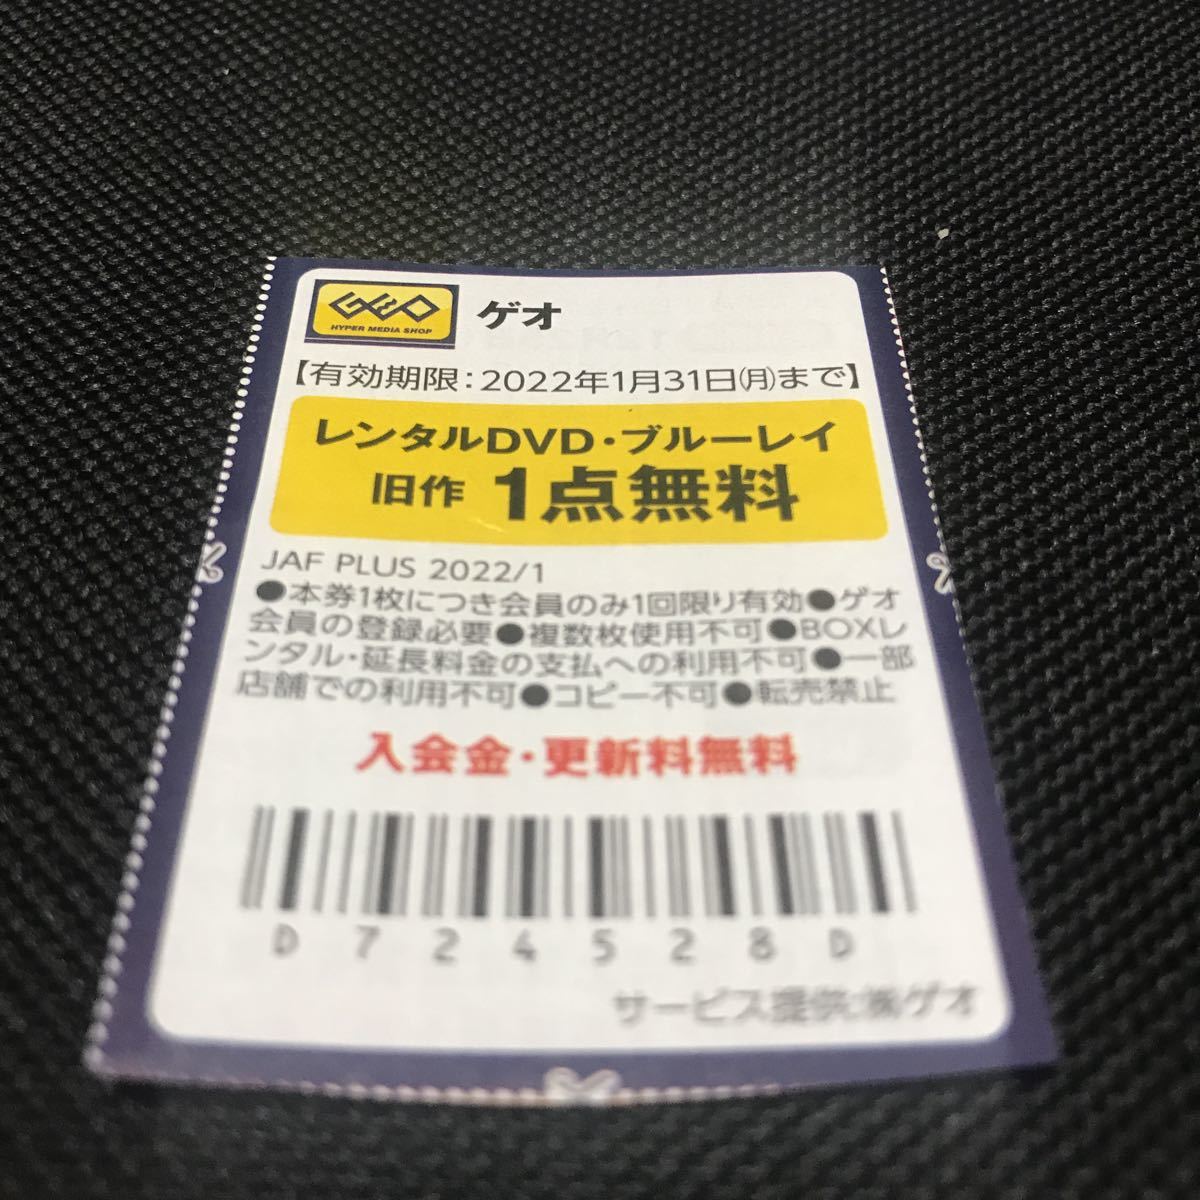 GEO
HYPER MEDIA SHOP
ゲオ
【有効期限:2022年1月31日(月)まで】
レンタルDVD・ブルーレイ
旧作 1点無料
JAF PLUS 2022/1
●本券1枚につき会員のみ1回限り有効●ゲオ
会員の登録必要●複数枚使用不可●BOXレ
ンタル・延長料金の支払への利用不可●一部
店舗での利用不可●コピー不可●転売禁止
入会金・更新料無料
D724528D
サービス提供:㈱ゲオ